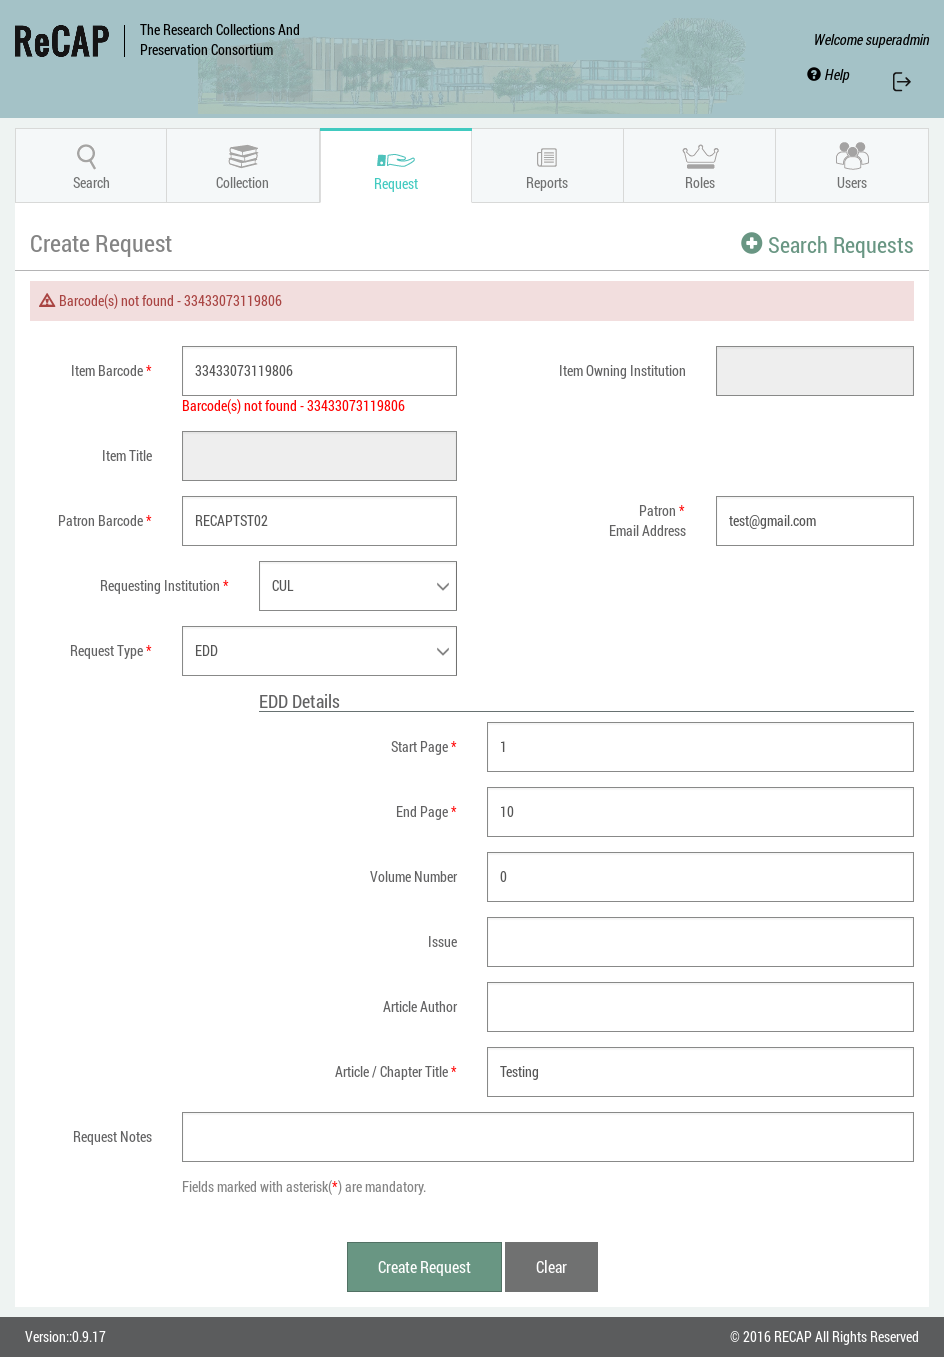 ReCAP
The Research Collections And
Preservation Consortium
Welcome superadmin
Help
Search
Collection
Request
Reports
Roles
Users
Create Request
Search Requests
Barcode(s) not found - 33433073119806
Item Barcode *
33433073119806
Item Owning Institution
Barcode(s) not found - 33433073119806
Item Title
Patron Barcode *
RECAPTST02
Patron *
Email Address
test@gmail.com
Requesting Institution *
CUL
Request Type *
EDD
EDD Details
Start Page *
1
End Page *
10
Volume Number
0
Issue
Article Author
Article / Chapter Title *
Testing
Request Notes
Fields marked with asterisk(*) are mandatory.
Create Request
Clear
Version::0.9.17
© 2016 RECAP All Rights Reserved